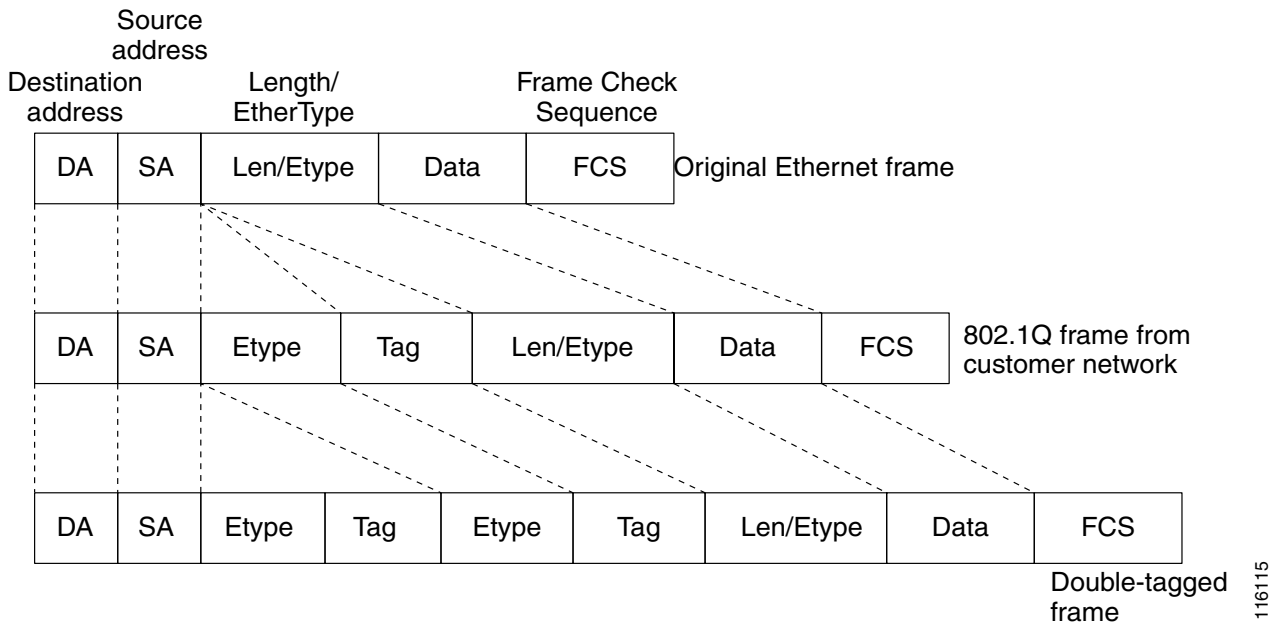 Source
address
Destination
address
Length/
EtherType
Frame Check
Sequence
DA SA Len/Etype Data FCS Original Ethernet frame
DA SA Etype Tag Len/Etype Data FCS 802.1Q frame from
customer network
DA SA Etype Tag Etype Tag Len/Etype Data FCS
Double-tagged
frame
116115